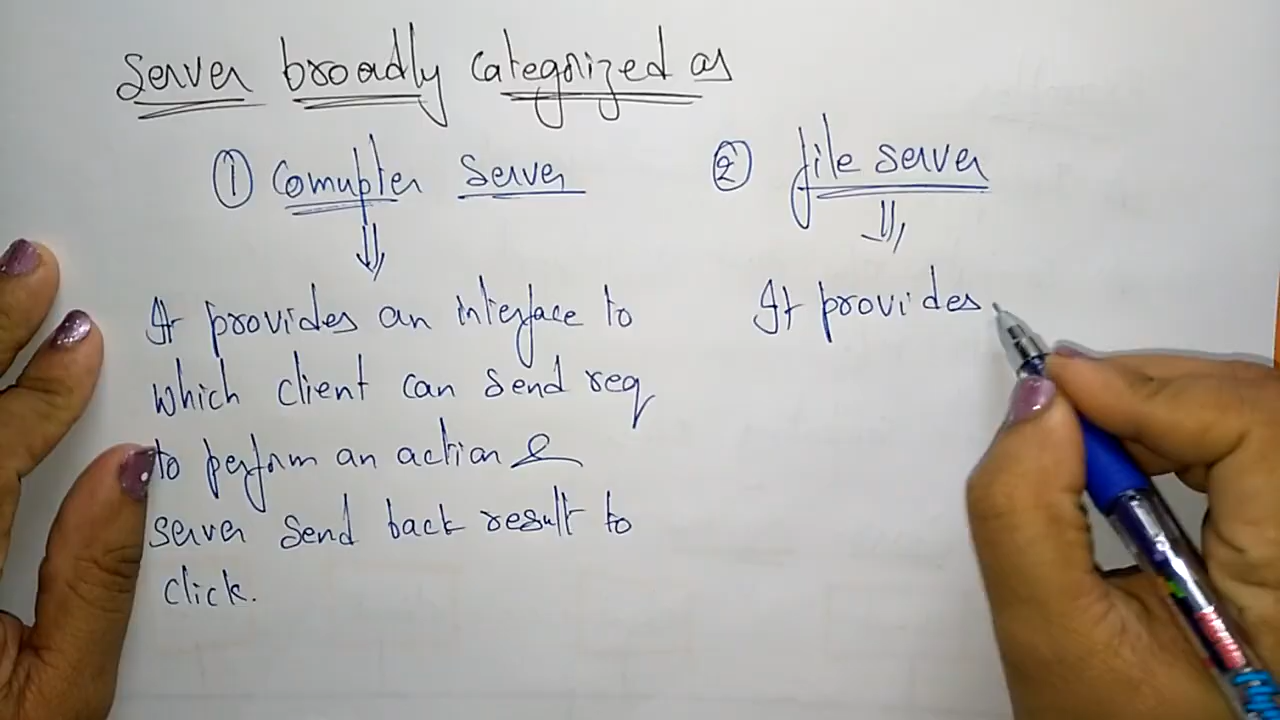 Server broadly categorized as
① Comupter Server
② file server
It provides an interface to
which client can send req
to perform an action &
server send back result to
click.
It provides